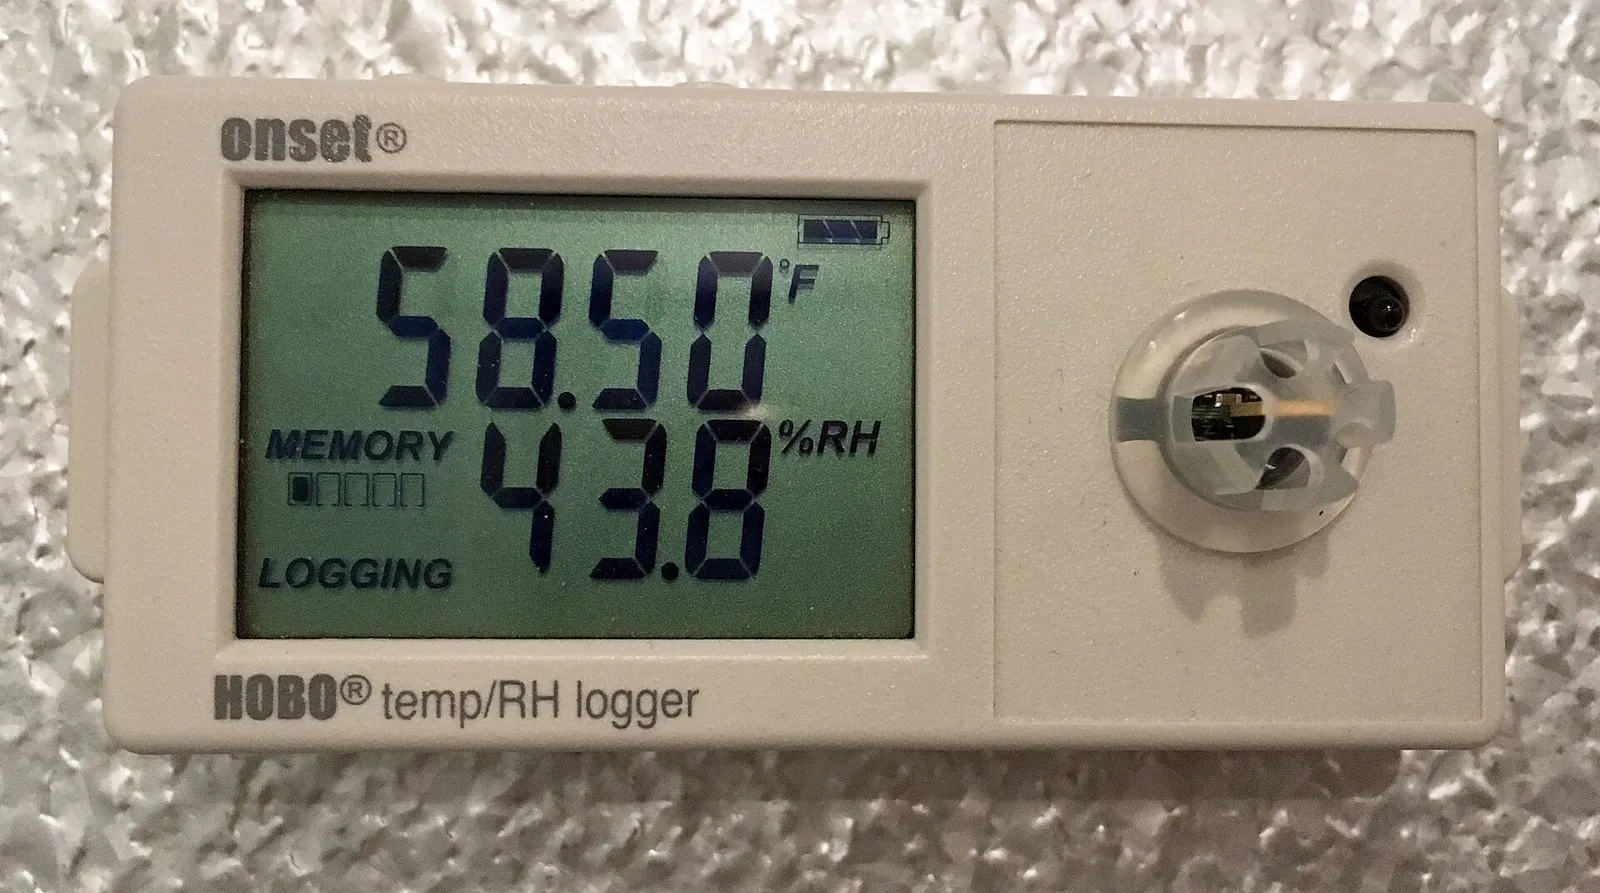 onset®
58.50 °F
MEMORY 43.8 %RH
LOGGING
HOBO® temp/RH logger